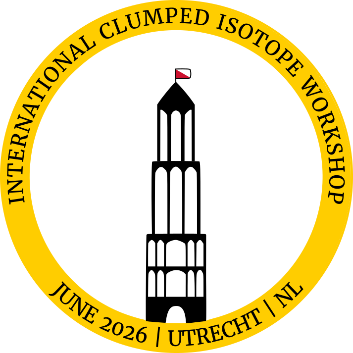 INTERNATIONAL CLUMPED ISOTOPE WORKSHOP
JUNE 2026 | UTRECHT | NL